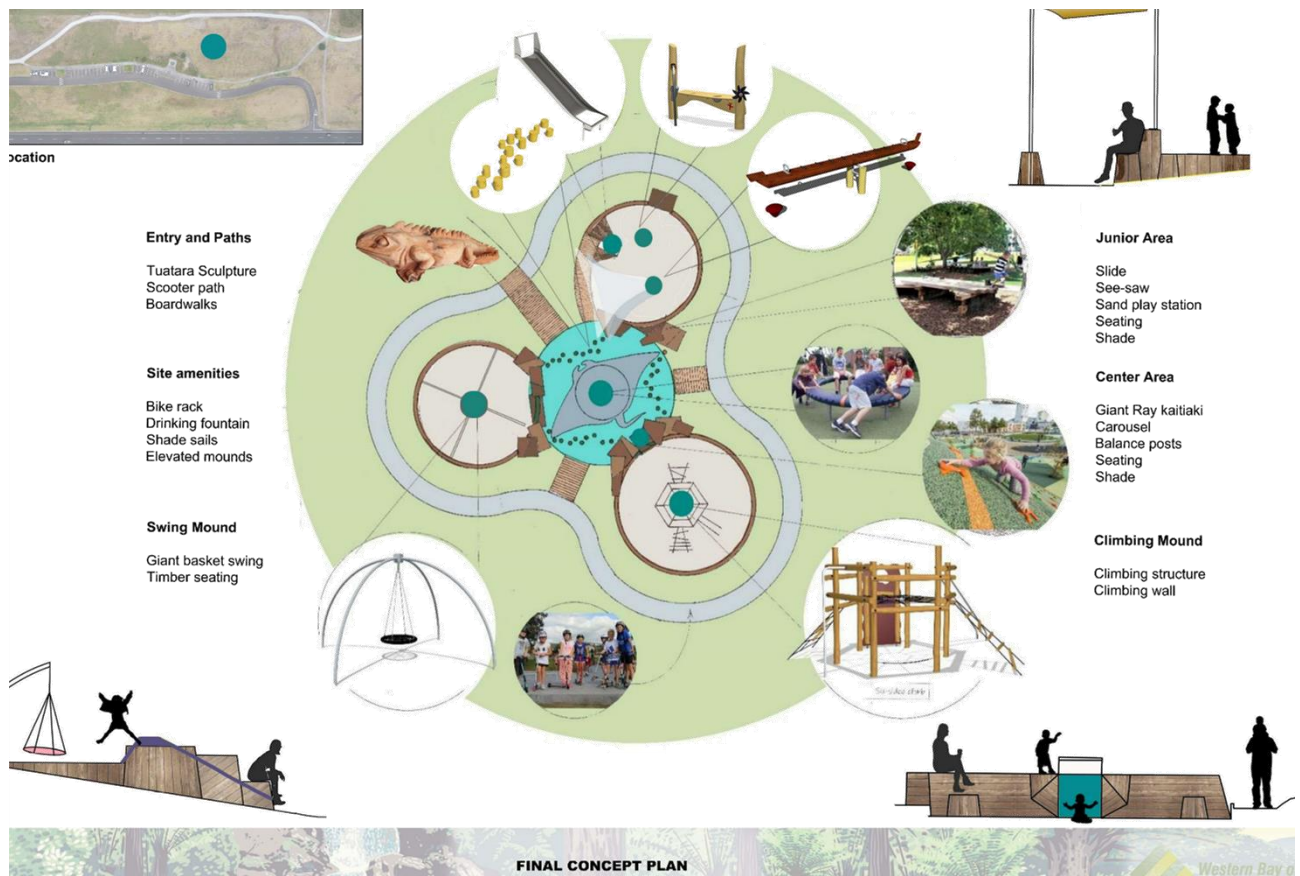 ocation
Entry and Paths
Tuatara Sculpture
Scooter path
Boardwalks
Site amenities
Bike rack
Drinking fountain
Shade sails
Elevated mounds
Swing Mound
Giant basket swing
Timber seating
Junior Area
Slide
See-saw
Sand play station
Seating
Shade
Center Area
Giant Ray kaitiaki
Carousel
Balance posts
Seating
Shade
Climbing Mound
Climbing structure
Climbing wall
FINAL CONCEPT PLAN
Western Bay o